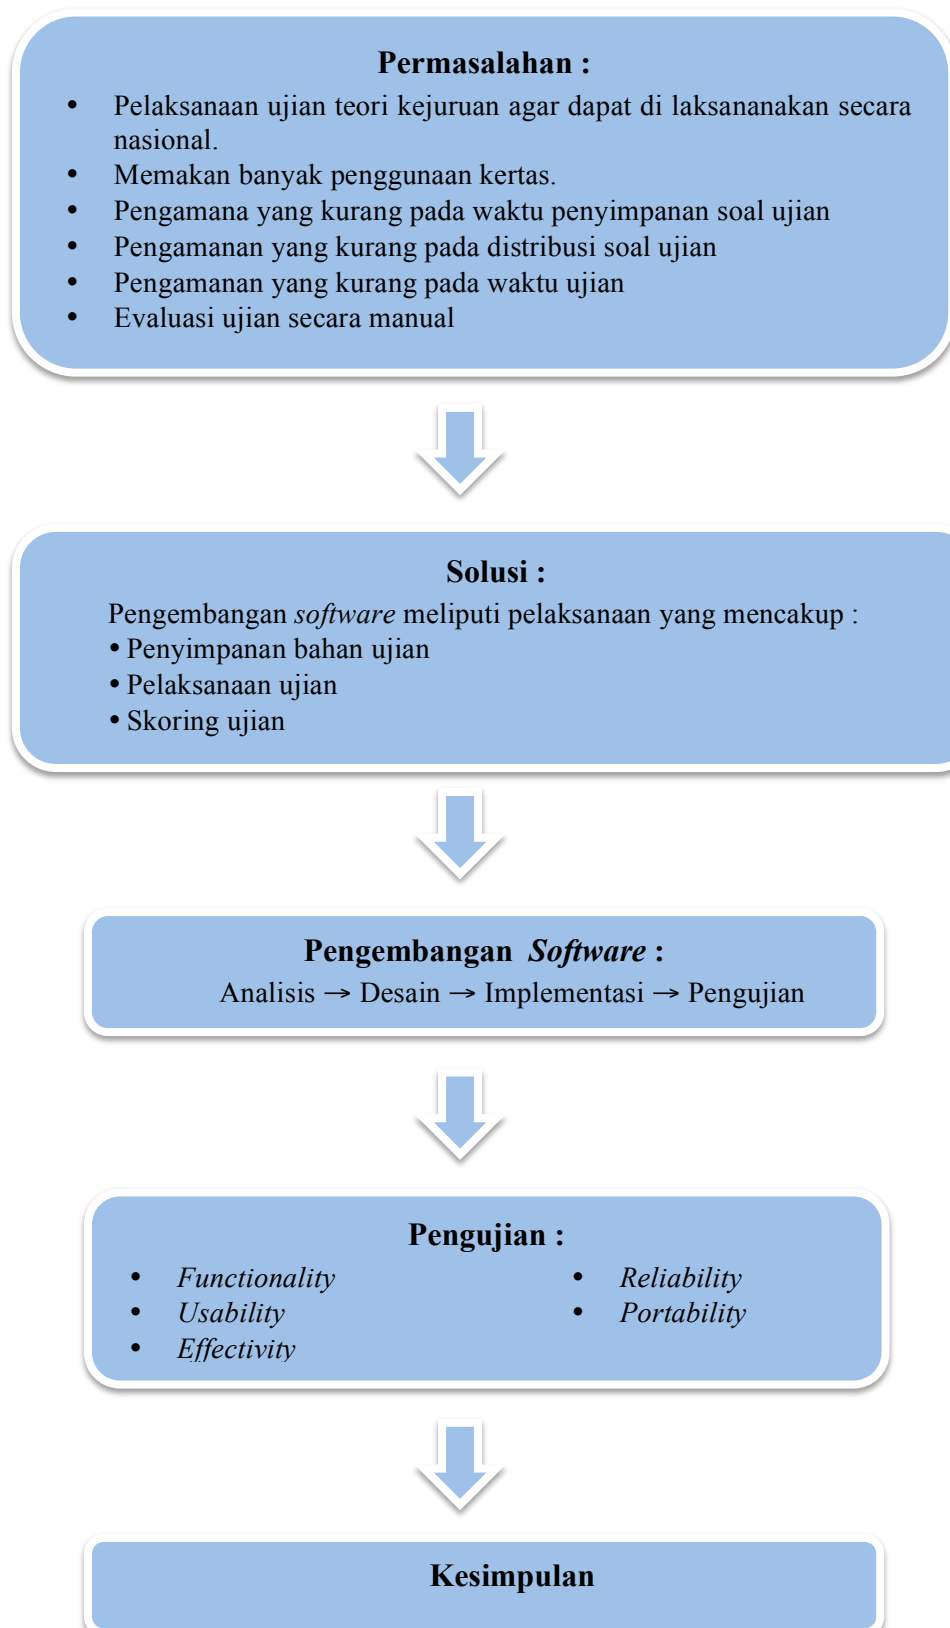 Permasalahan :
• Pelaksanaan ujian teori kejuruan agar dapat di laksananakan secara
nasional.
• Memakan banyak penggunaan kertas.
• Pengamana yang kurang pada waktu penyimpanan soal ujian
• Pengamanan yang kurang pada distribusi soal ujian
• Pengamanan yang kurang pada waktu ujian
• Evaluasi ujian secara manual
Solusi :
Pengembangan software meliputi pelaksanaan yang mencakup :
• Penyimpanan bahan ujian
• Pelaksanaan ujian
• Skoring ujian
Pengembangan Software :
Analisis → Desain → Implementasi → Pengujian
Pengujian :
• Functionality
• Usability
• Effectivity
• Reliability
• Portability
Kesimpulan